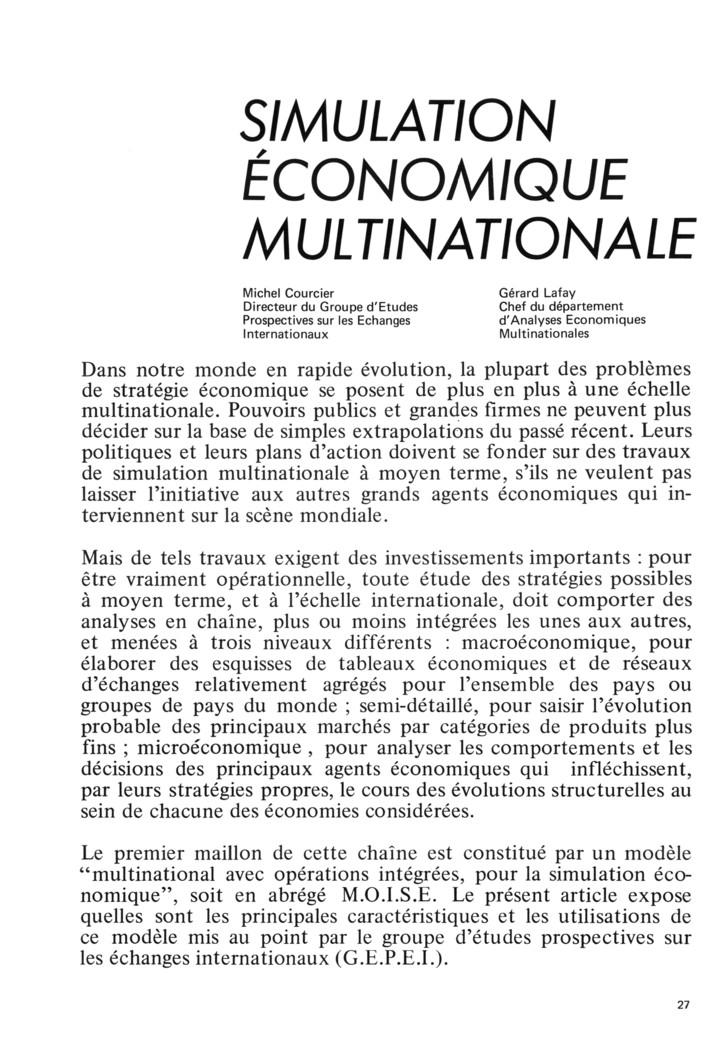 SIMULATION
ÉCONOMIQUE
MULTINATIONALE
Michel Courcier
Directeur du Groupe d'Etudes
Prospectives sur les Echanges
Internationaux
Gérard Lafay
Chef du département
d'Analyses Economiques
Multinationales
Dans notre monde en rapide évolution, la plupart des problèmes
de stratégie économique se posent de plus en plus à une échelle
multinationale. Pouvoirs publics et grandes firmes ne peuvent plus
décider sur la base de simples extrapolations du passé récent. Leurs
politiques et leurs plans d'action doivent se fonder sur des travaux
de simulation multinationale à moyen terme, s'ils ne veulent pas
laisser l'initiative aux autres grands agents économiques qui in-
terviennent sur la scène mondiale.
Mais de tels travaux exigent des investissements importants : pour
être vraiment opérationnelle, toute étude des stratégies possibles
à moyen terme, et à l'échelle internationale, doit comporter des
analyses en chaîne, plus ou moins intégrées les unes aux autres,
et menées à trois niveaux différents : macroéconomique, pour
élaborer des esquisses de tableaux économiques et de réseaux
d'échanges relativement agrégés pour l'ensemble des pays ou
groupes de pays du monde ; semi-détaillé, pour saisir l'évolution
probable des principaux marchés par catégories de produits plus
fins ; microéconomique , pour analyser les comportements et les
décisions des principaux agents économiques qui infléchissent,
par leurs stratégies propres, le cours des évolutions structurelles au
sein de chacune des économies considérées.
Le premier maillon de cette chaîne est constitué par un modèle
“multinational avec opérations intégrées, pour la simulation éco-
nomique”, soit en abrégé M.O.I.S.E. Le présent article expose
quelles sont les principales caractéristiques et les utilisations de
ce modèle mis au point par le groupe d'études prospectives sur
les échanges internationaux (G.E.P.E.I.).
27